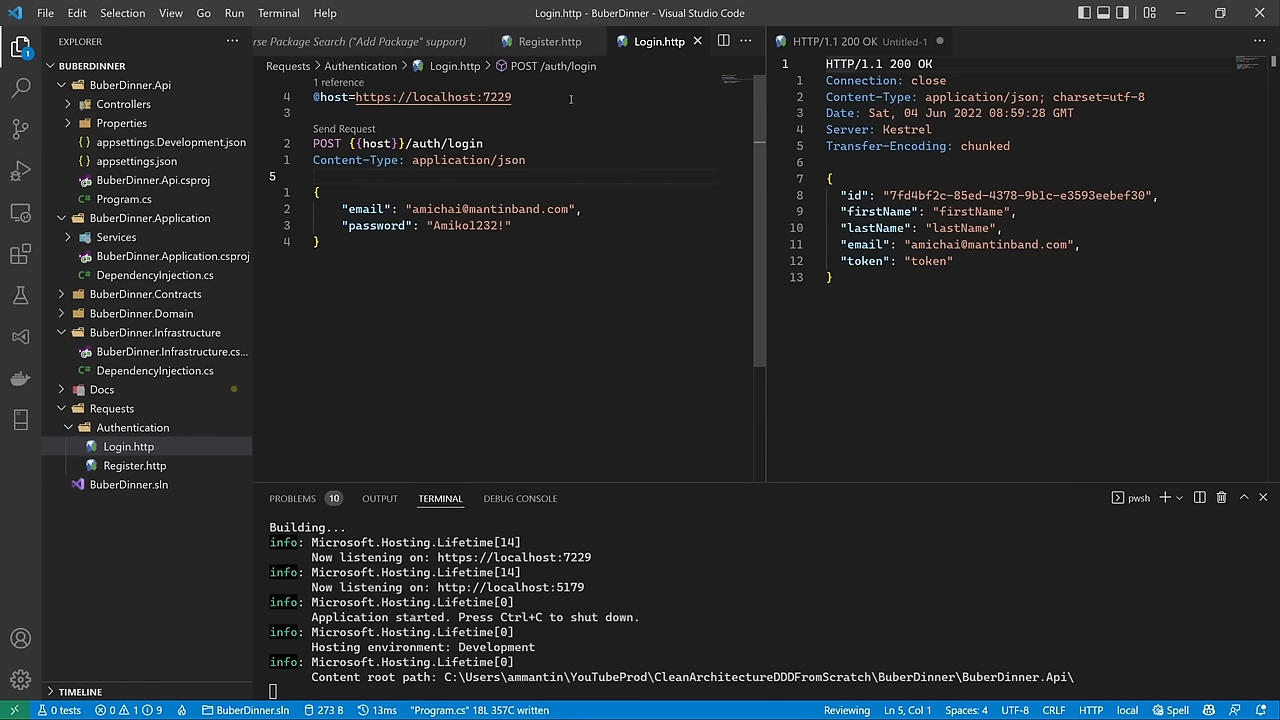 File Edit Selection View Go Run Terminal Help
Login.http - BuberDinner - Visual Studio Code
EXPLORER
BUBERDINNER
BuberDinner.Api
Controllers
Properties
{} appsettings.Development.json
{} appsettings.json
BuberDinner.Api.csproj
C# Program.cs
BuberDinner.Application
Services
BuberDinner.Application.csproj
C# DependencyInjection.cs
BuberDinner.Contracts
BuberDinner.Domain
BuberDinner.Infrastructure
BuberDinner.Infrastructure.cs...
C# DependencyInjection.cs
Docs
Requests
Authentication
Login.http
Register.http
BuberDinner.sln
TIMELINE
1
rse Package Search ("Add Package" support) Register.http Login.http
Requests > Authentication > Login.http > POST /auth/login
1 reference
4 @host=https://localhost:7229
3
Send Request
2 POST {{host}}/auth/login
1 Content-Type: application/json
5
1 {
2 "email": "amichai@mantinband.com",
3 "password": "Amiko1232!"
4 }
HTTP/1.1 200 OK Untitled-1
1 HTTP/1.1 200 OK
1 Connection: close
2 Content-Type: application/json; charset=utf-8
3 Date: Sat, 04 Jun 2022 08:59:28 GMT
4 Server: Kestrel
5 Transfer-Encoding: chunked
6
7 {
8 "id": "7fd4bf2c-85ed-4378-9b1c-e3593eebef30",
9 "firstName": "firstName",
10 "lastName": "lastName",
11 "email": "amichai@mantinband.com",
12 "token": "token"
13 }
PROBLEMS 10 OUTPUT TERMINAL DEBUG CONSOLE
pwsh
Building...
info: Microsoft.Hosting.Lifetime[14]
Now listening on: https://localhost:7229
info: Microsoft.Hosting.Lifetime[14]
Now listening on: http://localhost:5179
info: Microsoft.Hosting.Lifetime[0]
Application started. Press Ctrl+C to shut down.
info: Microsoft.Hosting.Lifetime[0]
Hosting environment: Development
info: Microsoft.Hosting.Lifetime[0]
Content root path: C:\Users\ammantin\YouTubeProd\CleanArchitectureDDDFromScratch\BuberDinner\BuberDinner.Api\
0 tests 0 1 9 BuberDinner.sln 273 B 13ms "Program.cs" 18L 357C written Reviewing Ln 5, Col 1 Spaces: 4 UTF-8 CRLF HTTP local Spell